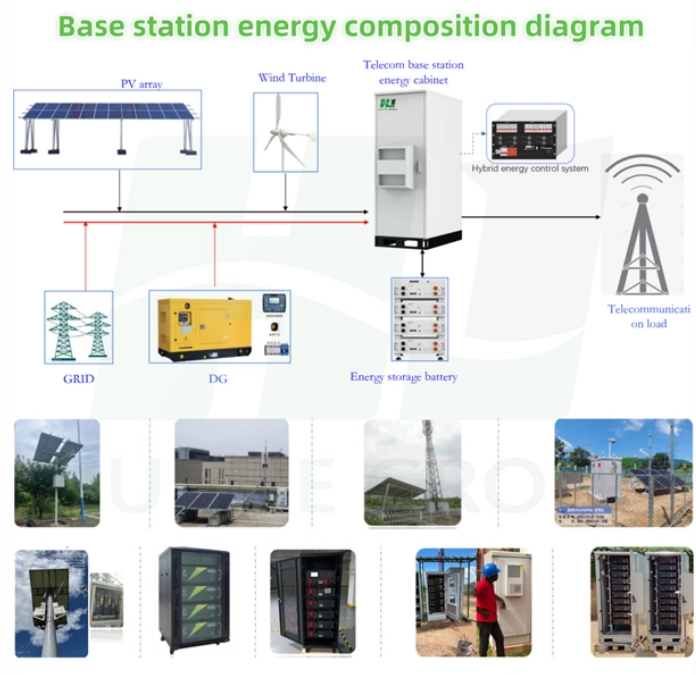 Base station energy composition diagram
PV array
Wind Turbine
Telecom base station
energy cabinet
Hybrid energy control system
Telecommunicati
on load
GRID
DG
Energy storage battery